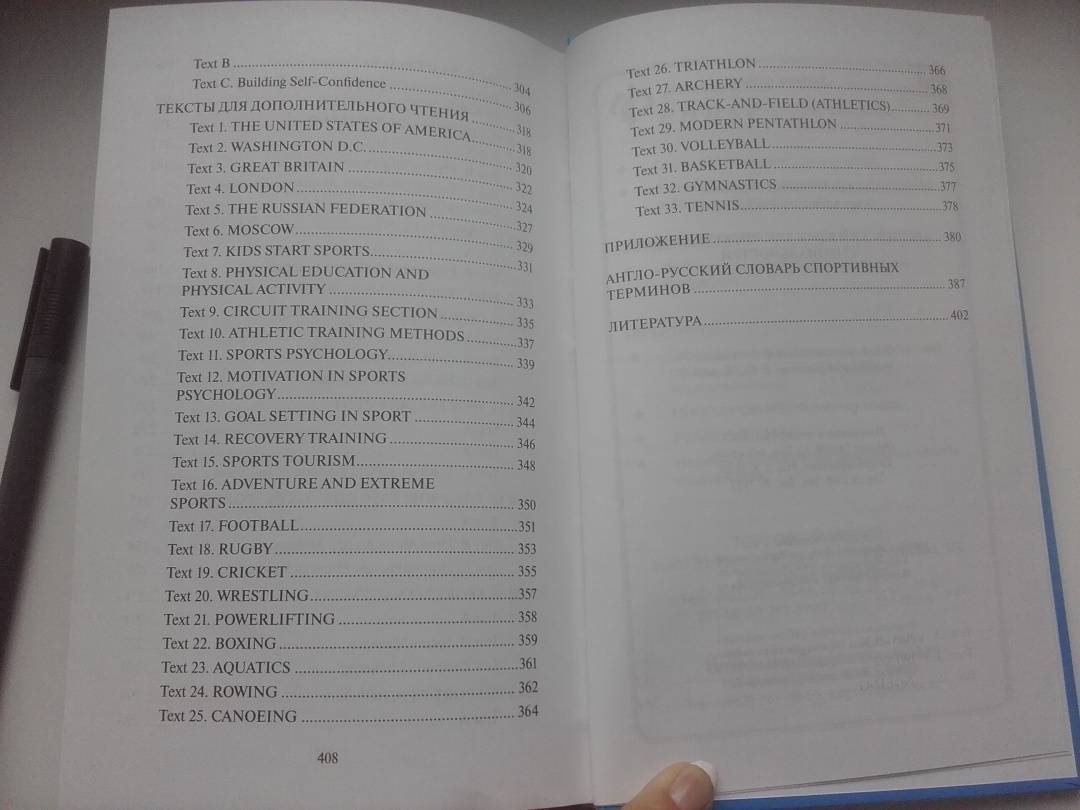 Text B ........ 304
Text C. Building Self-Confidence ........ 306
ТЕКСТЫ ДЛЯ ДОПОЛНИТЕЛЬНОГО ЧТЕНИЯ ........ 318
Text 1. THE UNITED STATES OF AMERICA ........ 318
Text 2. WASHINGTON D.C. ........ 320
Text 3. GREAT BRITAIN ........ 322
Text 4. LONDON ........ 324
Text 5. THE RUSSIAN FEDERATION ........ 327
Text 6. MOSCOW ........ 329
Text 7. KIDS START SPORTS ........ 331
Text 8. PHYSICAL EDUCATION AND
PHYSICAL ACTIVITY ........ 333
Text 9. CIRCUIT TRAINING SECTION ........ 335
Text 10. ATHLETIC TRAINING METHODS ........ 337
Text 11. SPORTS PSYCHOLOGY ........ 339
Text 12. MOTIVATION IN SPORTS
PSYCHOLOGY ........ 342
Text 13. GOAL SETTING IN SPORT ........ 344
Text 14. RECOVERY TRAINING ........ 346
Text 15. SPORTS TOURISM ........ 348
Text 16. ADVENTURE AND EXTREME
SPORTS ........ 350
Text 17. FOOTBALL ........ 351
Text 18. RUGBY ........ 353
Text 19. CRICKET ........ 355
Text 20. WRESTLING ........ 357
Text 21. POWERLIFTING ........ 358
Text 22. BOXING ........ 359
Text 23. AQUATICS ........ 361
Text 24. ROWING ........ 362
Text 25. CANOEING ........ 364
408
Text 26. TRIATHLON ........ 366
Text 27. ARCHERY ........ 368
Text 28. TRACK-AND-FIELD (ATHLETICS) ........ 369
Text 29. MODERN PENTATHLON ........ 371
Text 30. VOLLEYBALL ........ 373
Text 31. BASKETBALL ........ 375
Text 32. GYMNASTICS ........ 377
Text 33. TENNIS ........ 378
ПРИЛОЖЕНИЕ ........ 380
АНГЛО-РУССКИЙ СЛОВАРЬ СПОРТИВНЫХ
ТЕРМИНОВ ........ 387
ЛИТЕРАТУРА ........ 402